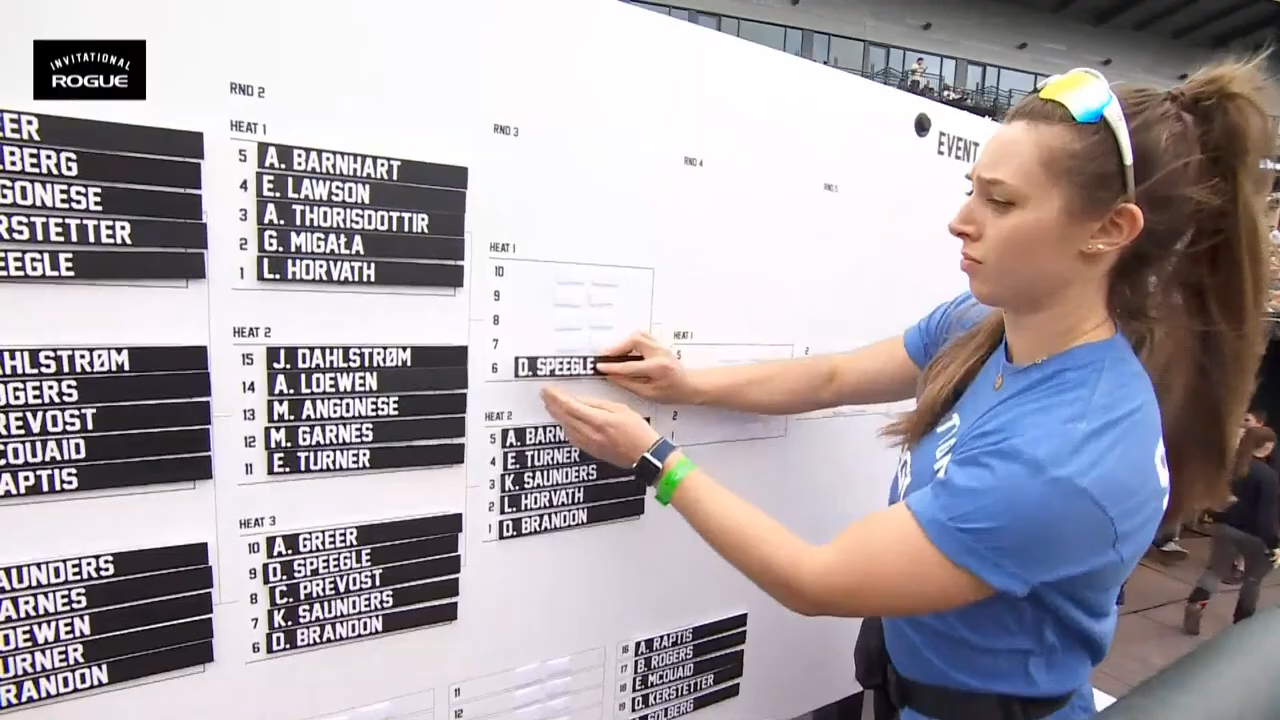 INVITATIONAL
ROGUE
EER
LBERG
GONESE
RSTETTER
EEGLE
AHLSTRØM
OGERS
REVOST
CQUAID
APTIS
AUNDERS
ARNES
OEWEN
URNER
RANDON
RND 2
HEAT 1
5 A. BARNHART
4 E. LAWSON
3 A. THORISDOTTIR
2 G. MIGAŁA
1 L. HORVATH
HEAT 2
15 J. DAHLSTRØM
14 A. LOEWEN
13 M. ANGONESE
12 M. GARNES
11 E. TURNER
HEAT 3
10 A. GREER
9 D. SPEEGLE
8 C. PREVOST
7 K. SAUNDERS
6 D. BRANDON
RND 3
HEAT 1
10
9
8
7
6 D. SPEEGLE
HEAT 2
5 A. BARN
4 E. TURNER
3 K. SAUNDERS
2 L. HORVATH
1 D. BRANDON
11
12
RND 4
HEAT 1
5
2
1
RND 5
2
16 A. RAPTIS
17 B. ROGERS
18 E. MCQUAID
19 D. KERSTETTER
SOLBERG
EVENT